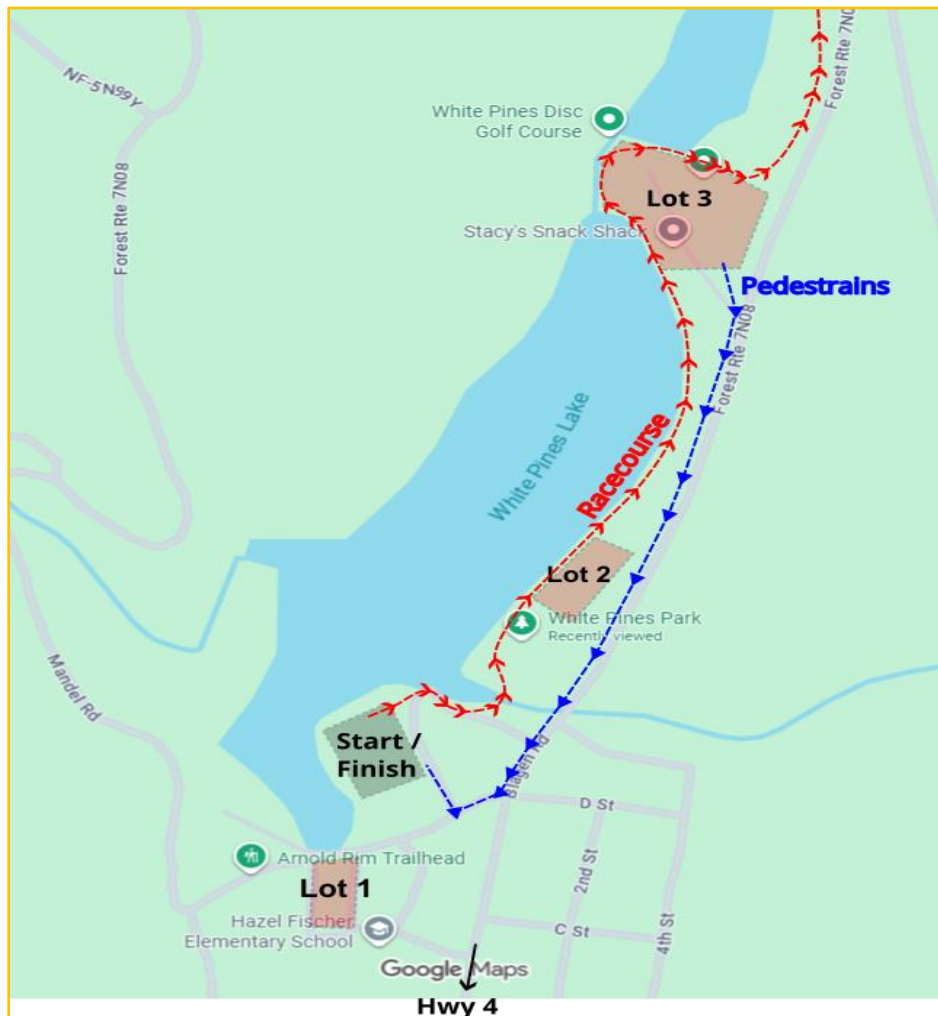 NF-5N99Y
Forest Rte 7N08
White Pines Disc
Golf Course
Forest Rte 7N0
Lot 3
Stacy's Snack Shack
Pedestrains
Forest Rte 7N08
White Pines Lake
Racecourse
Lot 2
White Pines Park
Recently viewed
Mandel Rd
Start /
Finish
Blagen Rd
D St
2nd St
4th St
C St
Arnold Rim Trailhead
Lot 1
Hazel Fischer
Elementary School
Google Maps
Hwy 4